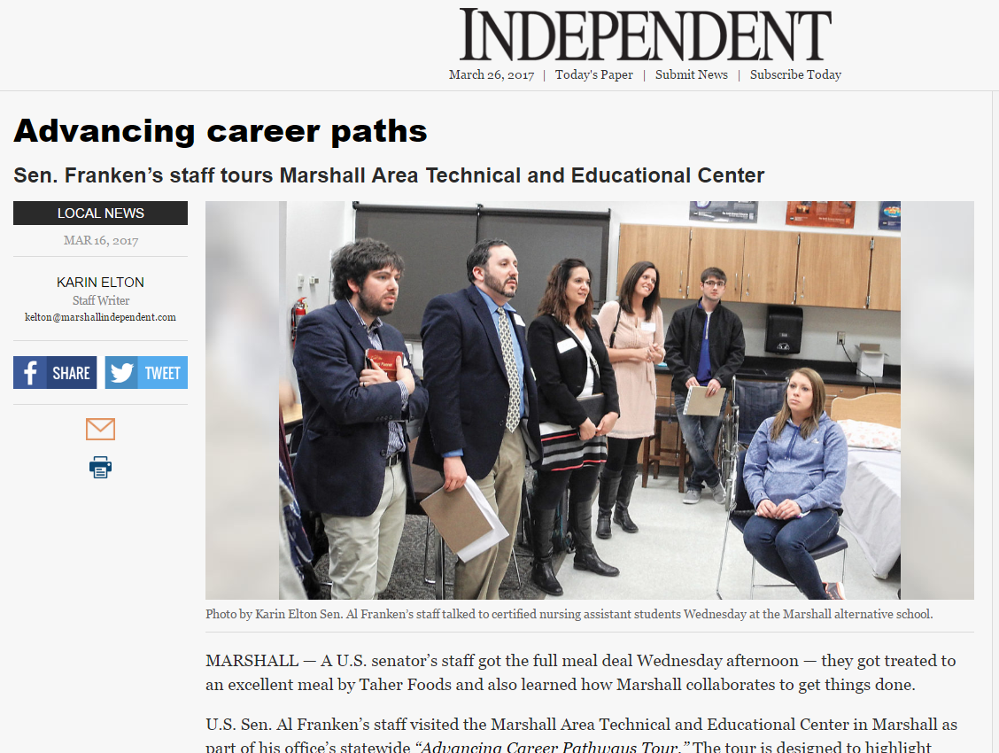 INDEPENDENT
March 26, 2017 | Today's Paper | Submit News | Subscribe Today
Advancing career paths
Sen. Franken’s staff tours Marshall Area Technical and Educational Center
LOCAL NEWS
MAR 16, 2017
KARIN ELTON
Staff Writer
kelton@marshallindependent.com
SHARE TWEET
Photo by Karin Elton Sen. Al Franken’s staff talked to certified nursing assistant students Wednesday at the Marshall alternative school.
MARSHALL — A U.S. senator’s staff got the full meal deal Wednesday afternoon — they got treated to
an excellent meal by Taher Foods and also learned how Marshall collaborates to get things done.
U.S. Sen. Al Franken’s staff visited the Marshall Area Technical and Educational Center in Marshall as
part of his office’s statewide “Advancing Career Pathways Tour.” The tour is designed to highlight